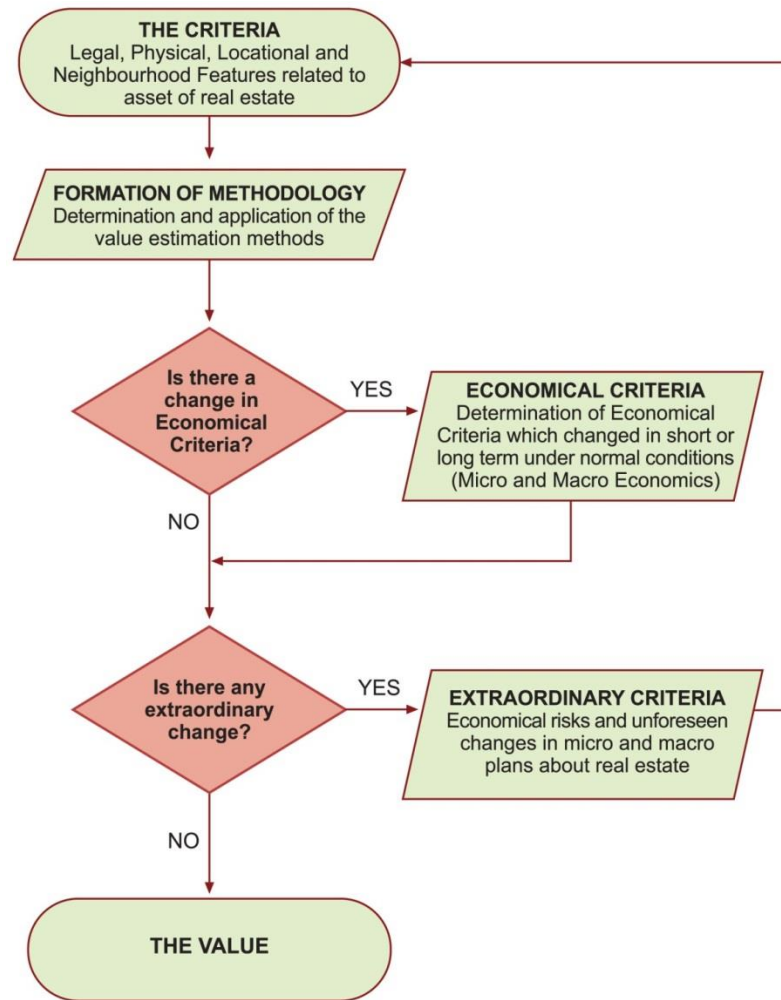 THE CRITERIA
Legal, Physical, Locational and
Neighbourhood Features related to
asset of real estate
FORMATION OF METHODOLOGY
Determination and application of the
value estimation methods
Is there a
change in
Economical
Criteria?
YES
ECONOMICAL CRITERIA
Determination of Economical
Criteria which changed in short or
long term under normal conditions
(Micro and Macro Economics)
NO
Is there any
extraordinary
change?
YES
EXTRAORDINARY CRITERIA
Economical risks and unforeseen
changes in micro and macro
plans about real estate
NO
THE VALUE